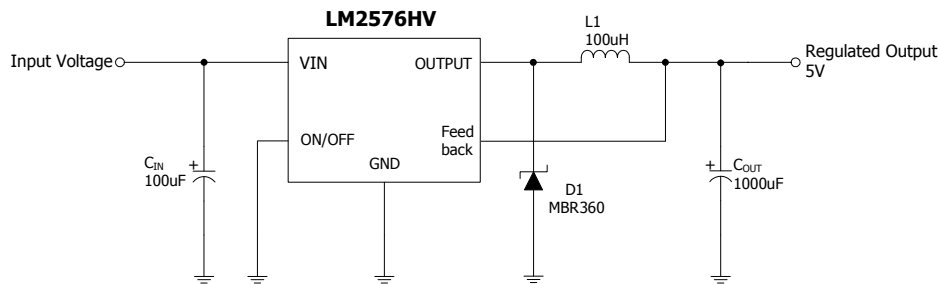 LM2576HV
L1
100uH
Input Voltage
VIN
OUTPUT
Regulated Output
5V
ON/OFF
Feed
back
GND
CIN
100uF
+
D1
MBR360
+
COUT
1000uF